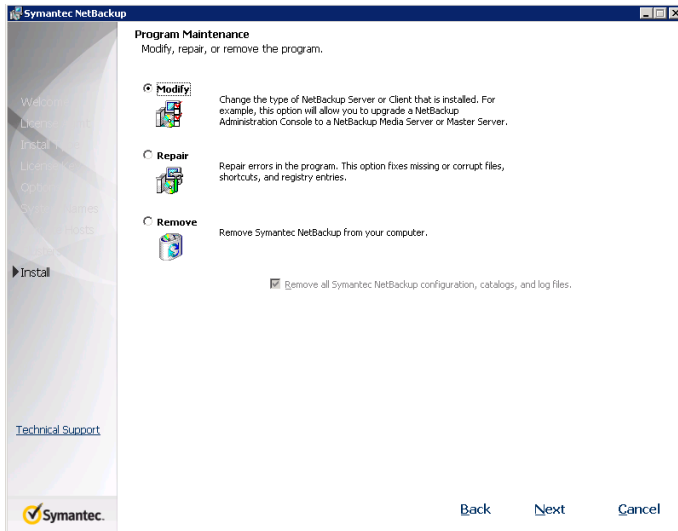 Symantec NetBackup
Program Maintenance
Modify, repair, or remove the program.
Modify
Change the type of NetBackup Server or Client that is installed. For
example, this option will allow you to upgrade a NetBackup
Administration Console to a NetBackup Media Server or Master Server.
Repair
Repair errors in the program. This option fixes missing or corrupt files,
shortcuts, and registry entries.
Remove
Remove Symantec NetBackup from your computer.
Remove all Symantec NetBackup configuration, catalogs, and log files.
Install
Technical Support
Symantec.
Back
Next
Cancel